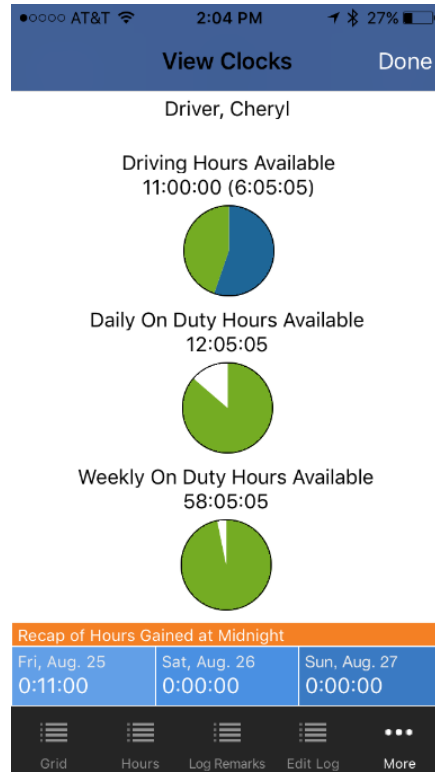 AT&T 2:04 PM 27%
View Clocks Done
Driver, Cheryl
Driving Hours Available
11:00:00 (6:05:05)
Daily On Duty Hours Available
12:05:05
Weekly On Duty Hours Available
58:05:05
Recap of Hours Gained at Midnight
Fri, Aug. 25 Sat, Aug. 26 Sun, Aug. 27
0:11:00 0:00:00 0:00:00
Grid Hours Log Remarks Edit Log More